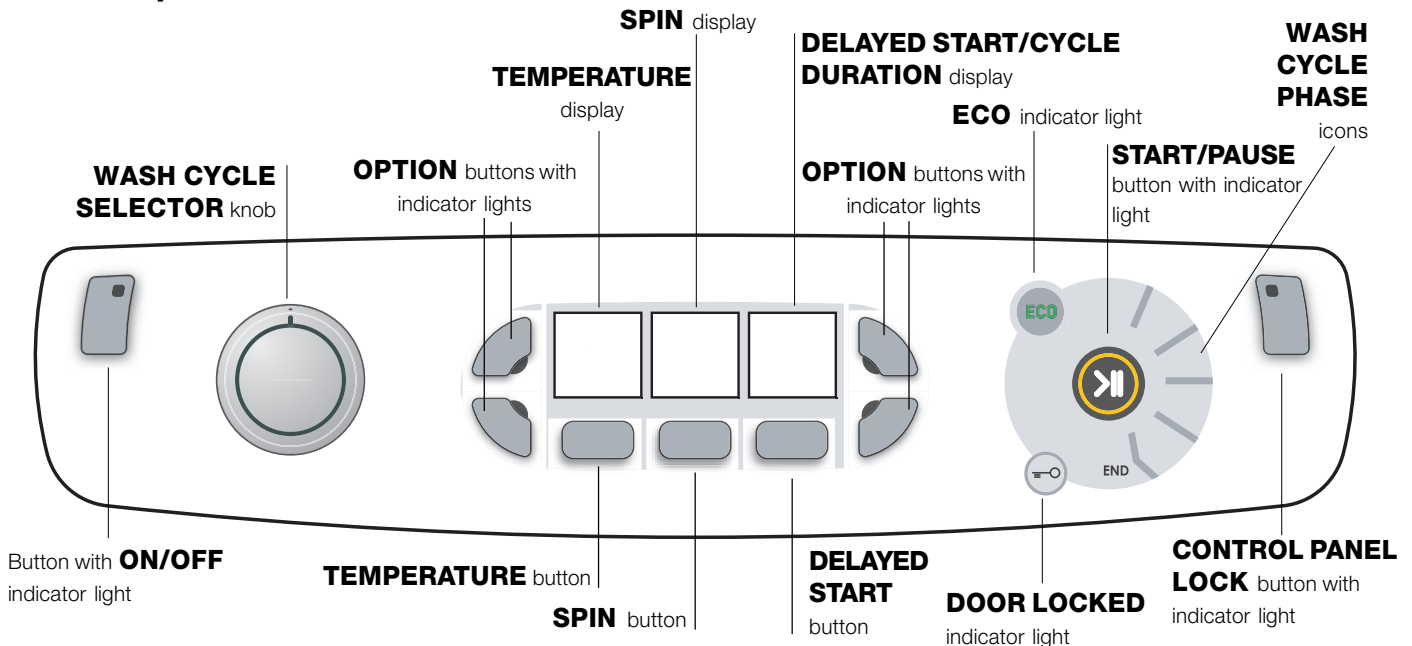 SPIN display
DELAYED START/CYCLE
DURATION display
WASH
CYCLE
PHASE
icons
TEMPERATURE
display
ECO indicator light
START/PAUSE
button with indicator
light
WASH CYCLE
SELECTOR knob
OPTION buttons with
indicator lights
OPTION buttons with
indicator lights
ECO
END
Button with ON/OFF
indicator light
TEMPERATURE button
SPIN button
DELAYED
START
button
DOOR LOCKED
indicator light
CONTROL PANEL
LOCK button with
indicator light